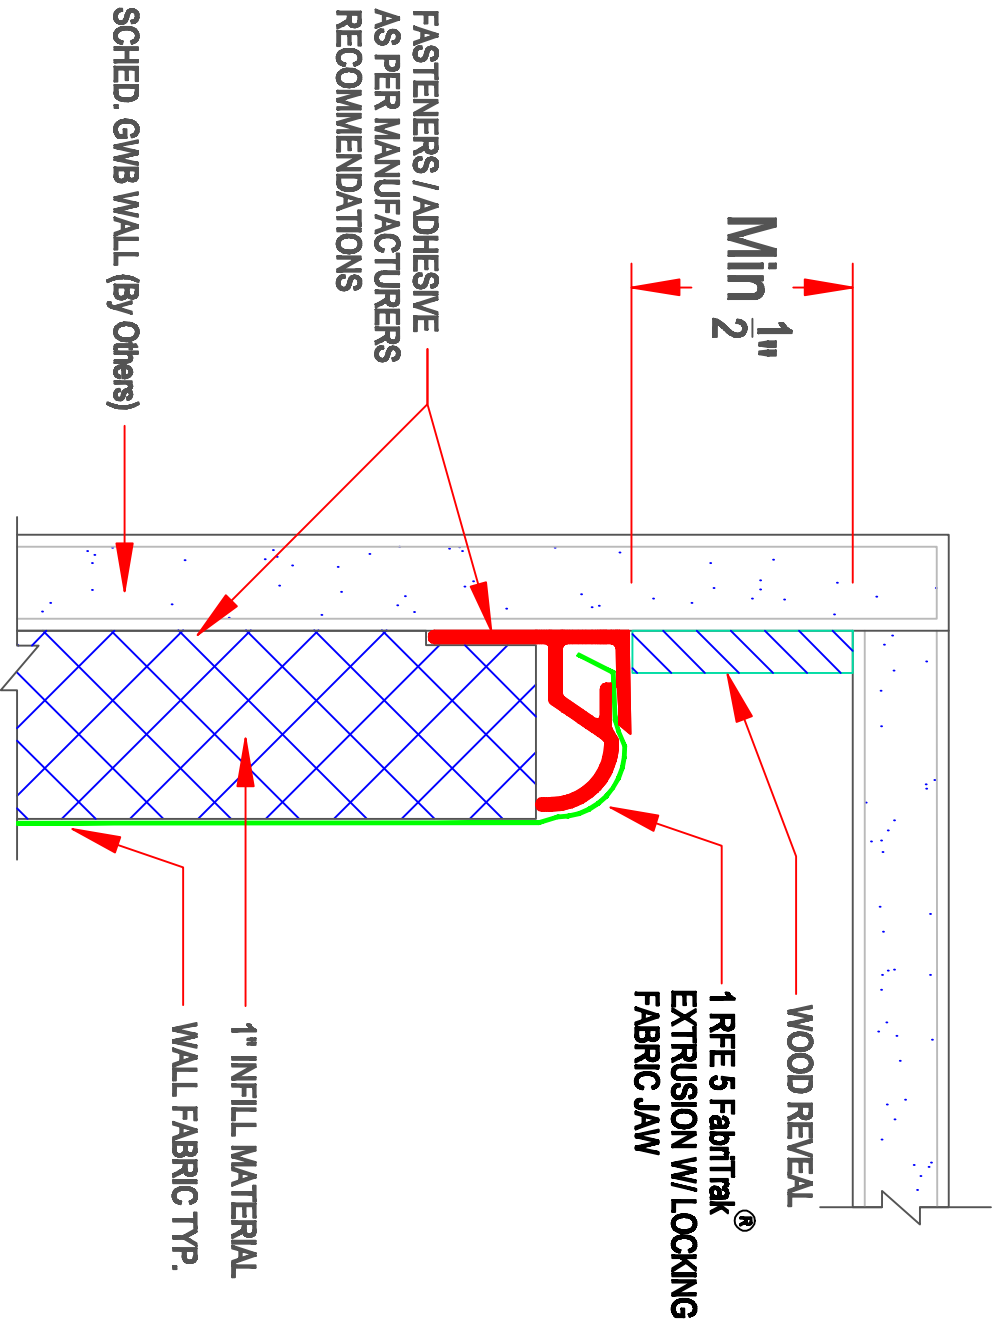 Min 1/2"
FASTENERS / ADHESIVE
AS PER MANUFACTURERS
RECOMMENDATIONS
SCHED. GWB WALL (By Others)
WOOD REVEAL
1 RFE 5 FabriTrak®
EXTRUSION W/ LOCKING
FABRIC JAW
1" INFILL MATERIAL
WALL FABRIC TYP.